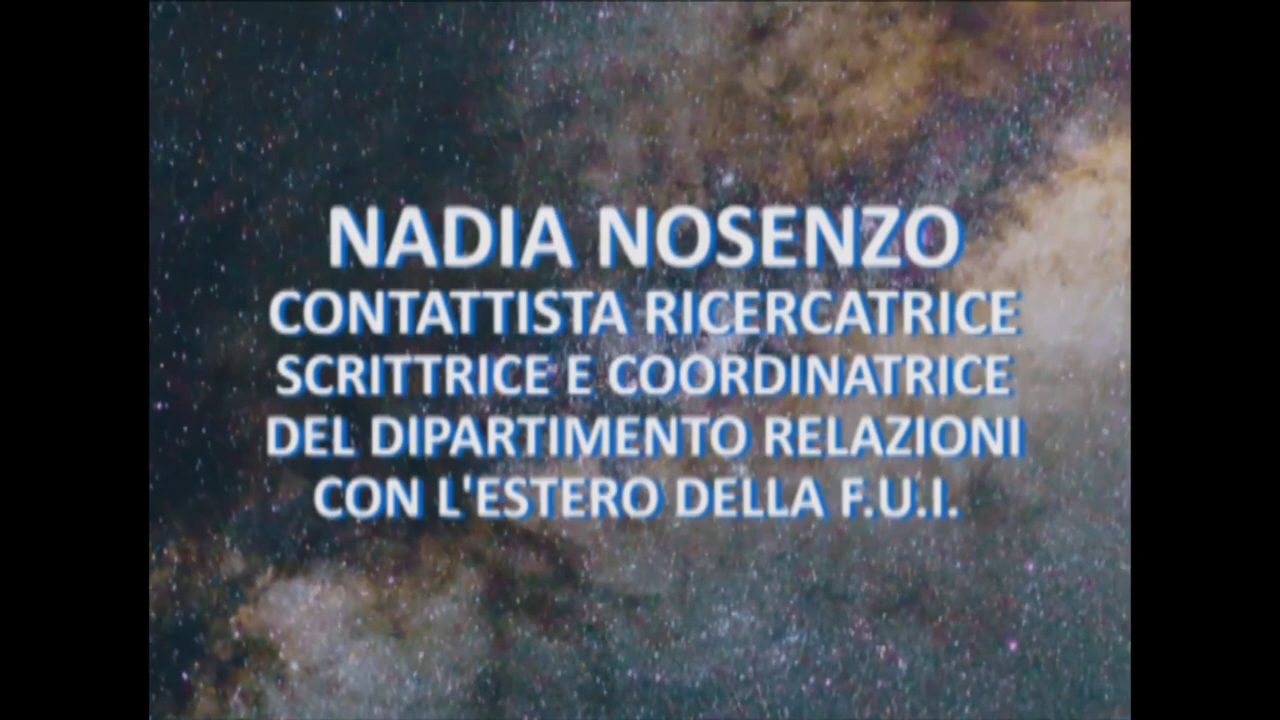 NADIA NOSENZO
CONTATTISTA RICERCATRICE
SCRITTRICE E COORDINATRICE
DEL DIPARTIMENTO RELAZIONI
CON L'ESTERO DELLA F.U.I.